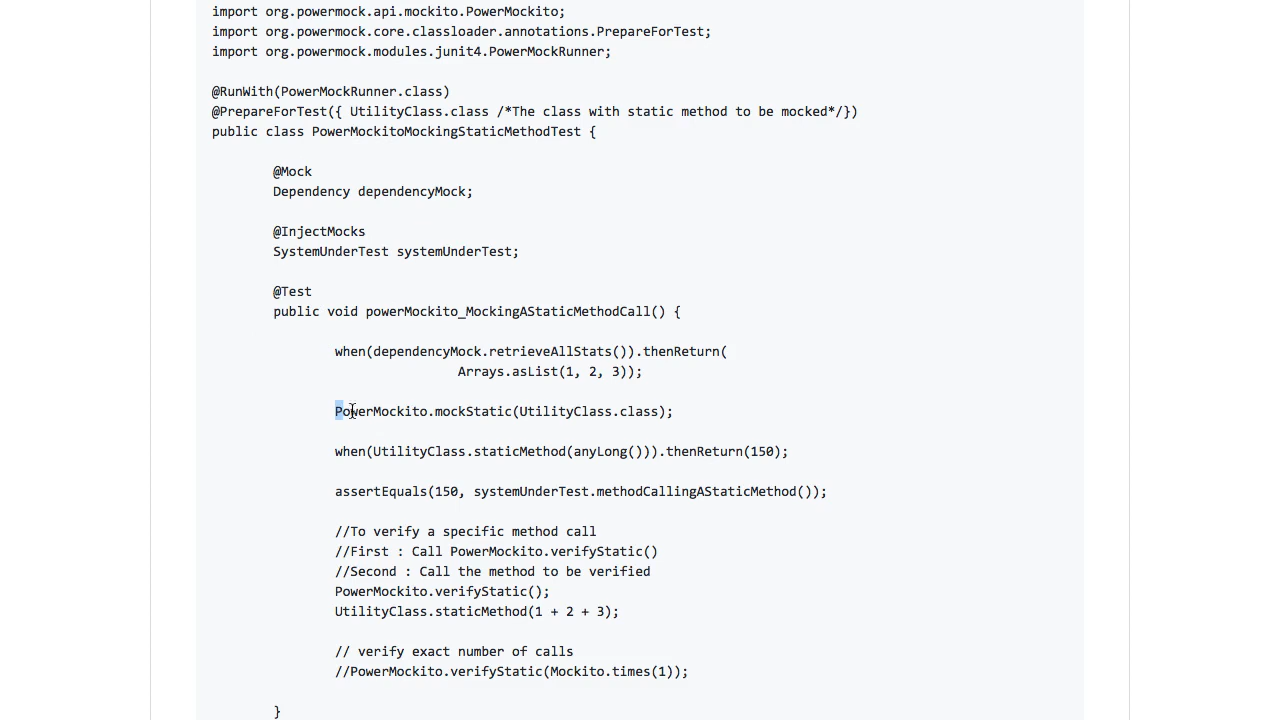 import org.powermock.api.mockito.PowerMockito;
import org.powermock.core.classloader.annotations.PrepareForTest;
import org.powermock.modules.junit4.PowerMockRunner;
@RunWith(PowerMockRunner.class)
@PrepareForTest({ UtilityClass.class /*The class with static method to be mocked*/})
public class PowerMockitoMockingStaticMethodTest {
@Mock
Dependency dependencyMock;
@InjectMocks
SystemUnderTest systemUnderTest;
@Test
public void powerMockito_MockingAStaticMethodCall() {
when(dependencyMock.retrieveAllStats()).thenReturn(
Arrays.asList(1, 2, 3));
PowerMockito.mockStatic(UtilityClass.class);
when(UtilityClass.staticMethod(anyLong())).thenReturn(150);
assertEquals(150, systemUnderTest.methodCallingAStaticMethod());
//To verify a specific method call
//First : Call PowerMockito.verifyStatic()
//Second : Call the method to be verified
PowerMockito.verifyStatic();
UtilityClass.staticMethod(1 + 2 + 3);
// verify exact number of calls
//PowerMockito.verifyStatic(Mockito.times(1));
}